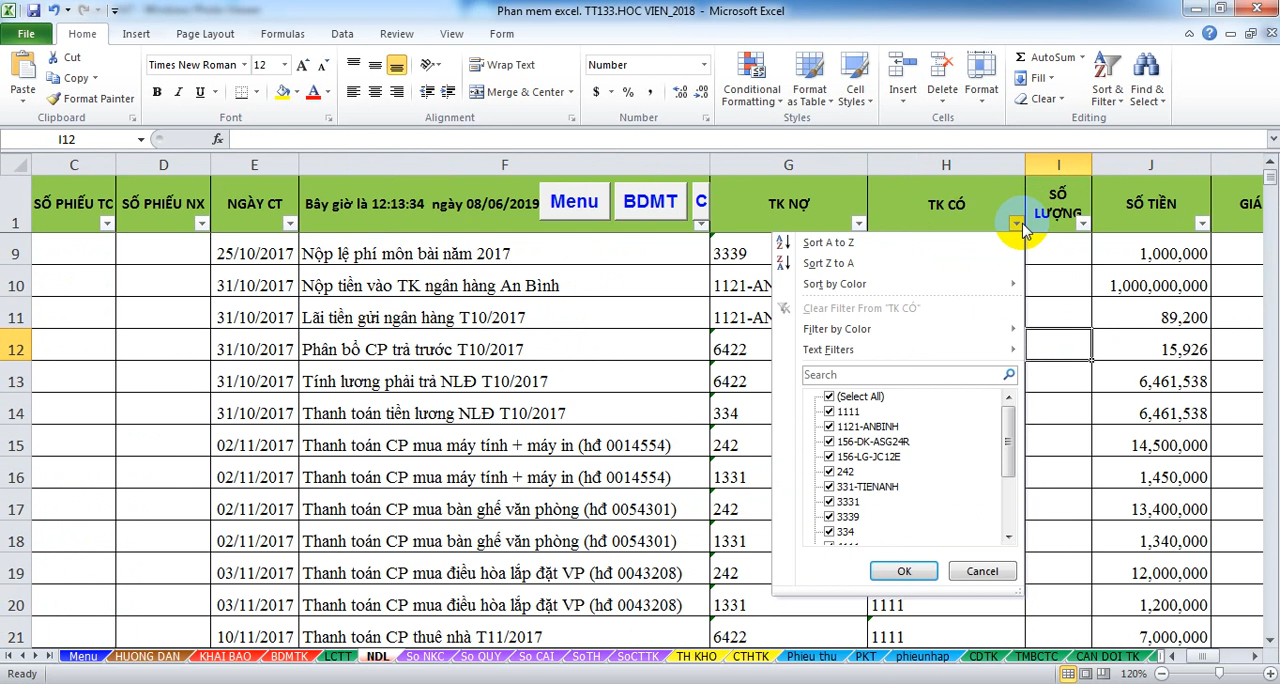 Phan mem excel. TT133.HOC VIEN_2018 - Microsoft Excel
File Home Insert Page Layout Formulas Data Review View Form
Paste Cut Copy Format Painter Clipboard
Times New Roman 12 B I U Font
Wrap Text Merge & Center Alignment
Number $ % , Number
Conditional Formatting Format as Table Cell Styles Styles
Insert Delete Format Cells
Σ AutoSum Fill Clear Sort & Filter Find & Select Editing
I12 fx
C D E F G H I J
1 SỐ PHIẾU TC SỐ PHIẾU NX NGÀY CT Bây giờ là 12:13:34 ngày 08/06/2019 Menu BDMT C TK NỢ TK CÓ SỐ LƯỢNG SỐ TIỀN GIÁ
9 25/10/2017 Nộp lệ phí môn bài năm 2017 3339 1,000,000
10 31/10/2017 Nộp tiền vào TK ngân hàng An Bình 1121-AN 1,000,000,000
11 31/10/2017 Lãi tiền gửi ngân hàng T10/2017 1121-AN 89,200
12 31/10/2017 Phân bổ CP trả trước T10/2017 6422 15,926
13 31/10/2017 Tính lương phải trả NLĐ T10/2017 6422 6,461,538
14 31/10/2017 Thanh toán tiền lương NLĐ T10/2017 334 6,461,538
15 02/11/2017 Thanh toán CP mua máy tính + máy in (hđ 0014554) 242 14,500,000
16 02/11/2017 Thanh toán CP mua máy tính + máy in (hđ 0014554) 1331 1,450,000
17 02/11/2017 Thanh toán CP mua bàn ghế văn phòng (hđ 0054301) 242 13,400,000
18 02/11/2017 Thanh toán CP mua bàn ghế văn phòng (hđ 0054301) 1331 1,340,000
19 03/11/2017 Thanh toán CP mua điều hòa lắp đặt VP (hđ 0043208) 242 12,000,000
20 03/11/2017 Thanh toán CP mua điều hòa lắp đặt VP (hđ 0043208) 1331 1111 1,200,000
21 10/11/2017 Thanh toán CP thuê nhà T11/2017 6422 1111 7,000,000
Sort A to Z
Sort Z to A
Sort by Color
Clear Filter From "TK CÓ"
Filter by Color
Text Filters
Search
(Select All)
1111
1121-ANBINH
156-DK-ASG24R
156-LG-JC12E
242
331-TIENANH
3331
3339
334
OK Cancel
Menu HUONG DAN KHAI BAO BDMTK LCTT NDL So NKC So QUY So CAI SoTH SoCTTK TH KHO CTHTK Phieu thu PKT phieunhap CDTK TMBCTC CAN DOI TK
Ready 120%